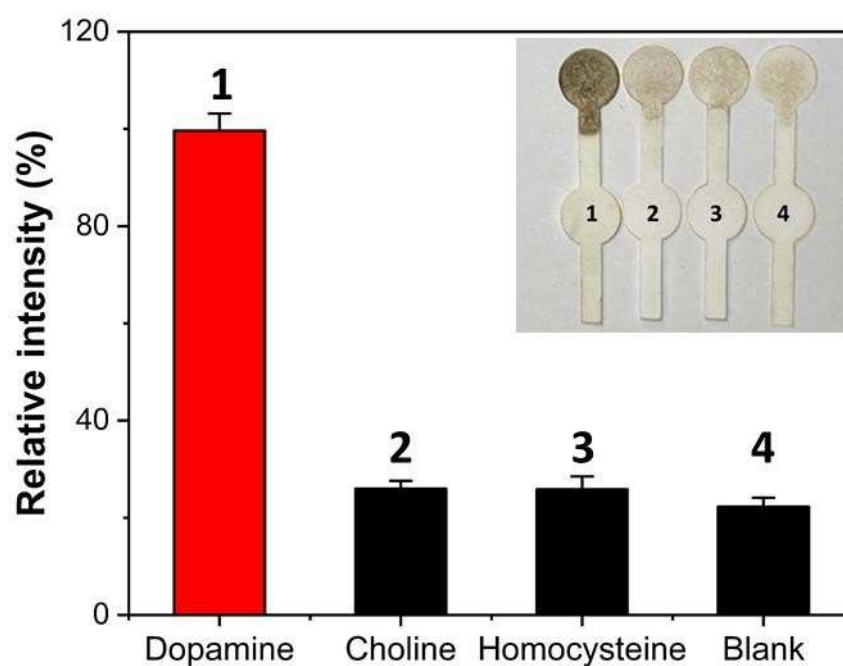 Relative intensity (%)
120
80
40
0
1
2
3
4
1
2
3
4
Dopamine
Choline
Homocysteine
Blank